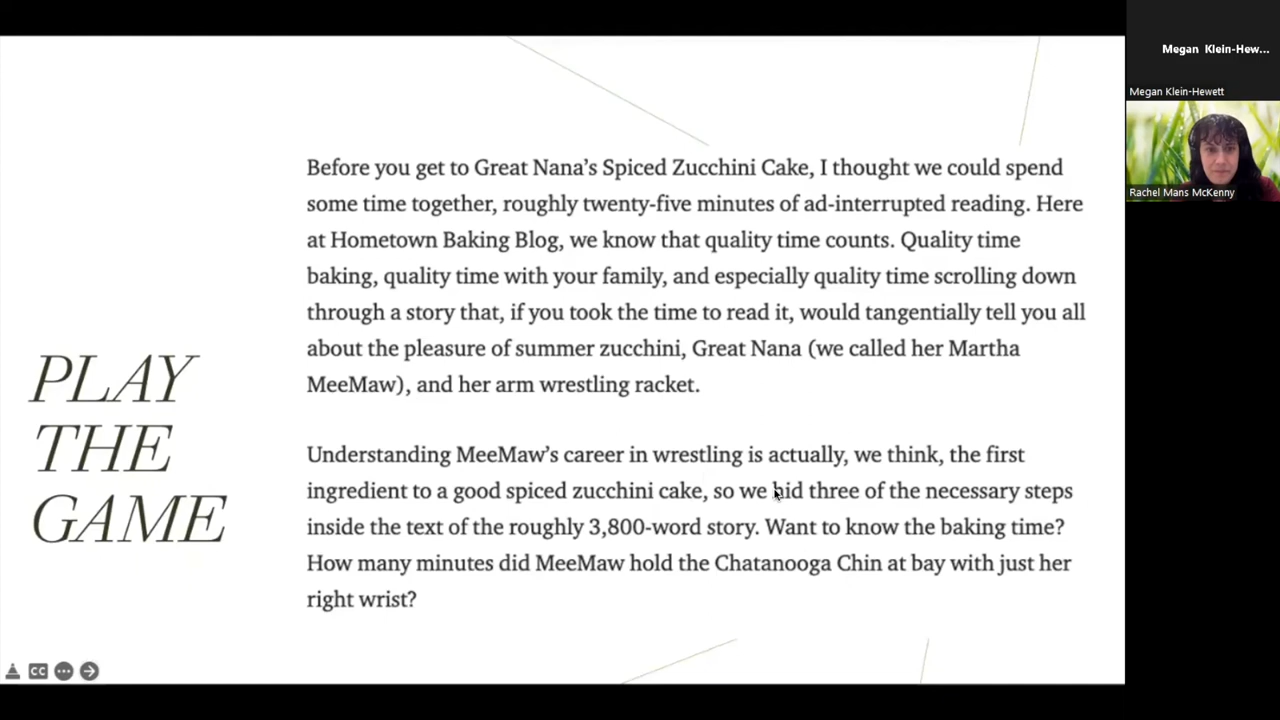 Megan Klein-Hew...
Megan Klein-Hewett
Rachel Mans McKenny
PLAY
THE
GAME
Before you get to Great Nana's Spiced Zucchini Cake, I thought we could spend
some time together, roughly twenty-five minutes of ad-interrupted reading. Here
at Hometown Baking Blog, we know that quality time counts. Quality time
baking, quality time with your family, and especially quality time scrolling down
through a story that, if you took the time to read it, would tangentially tell you all
about the pleasure of summer zucchini, Great Nana (we called her Martha
MeeMaw), and her arm wrestling racket.
Understanding MeeMaw's career in wrestling is actually, we think, the first
ingredient to a good spiced zucchini cake, so we hid three of the necessary steps
inside the text of the roughly 3,800-word story. Want to know the baking time?
How many minutes did MeeMaw hold the Chatanooga Chin at bay with just her
right wrist?
CC